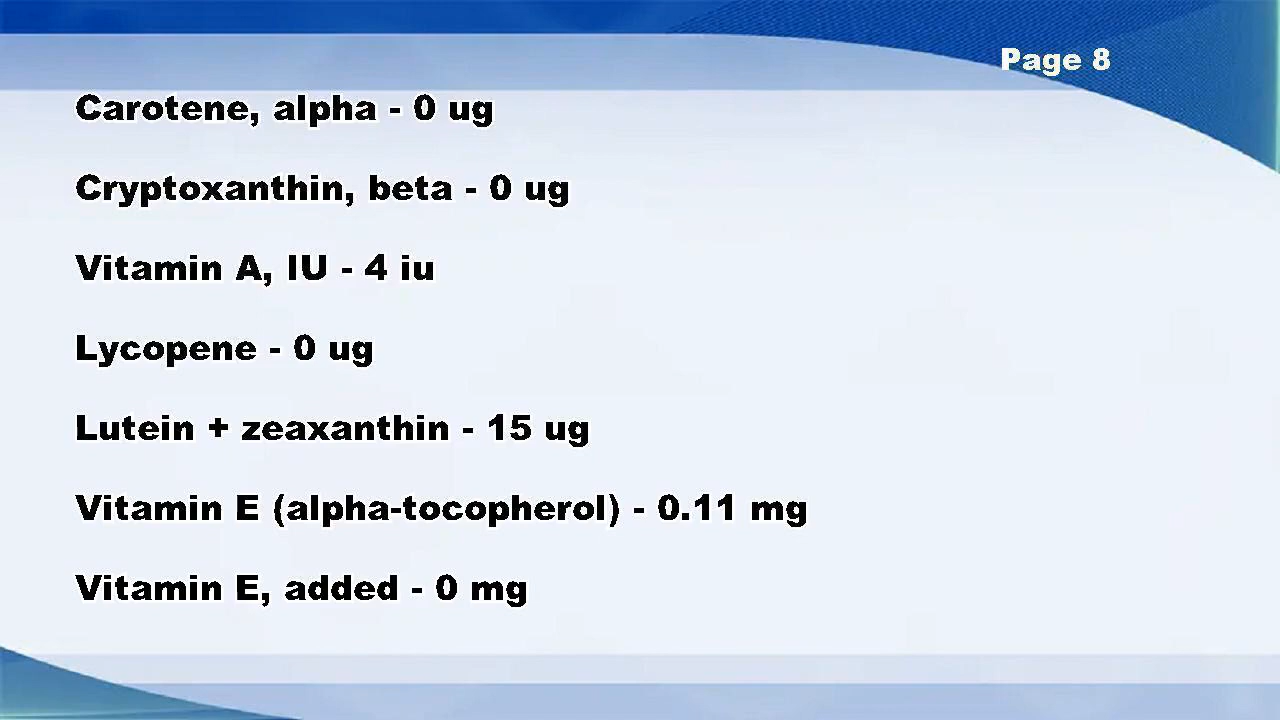 Page 8
Carotene, alpha - 0 ug
Cryptoxanthin, beta - 0 ug
Vitamin A, IU - 4 iu
Lycopene - 0 ug
Lutein + zeaxanthin - 15 ug
Vitamin E (alpha-tocopherol) - 0.11 mg
Vitamin E, added - 0 mg